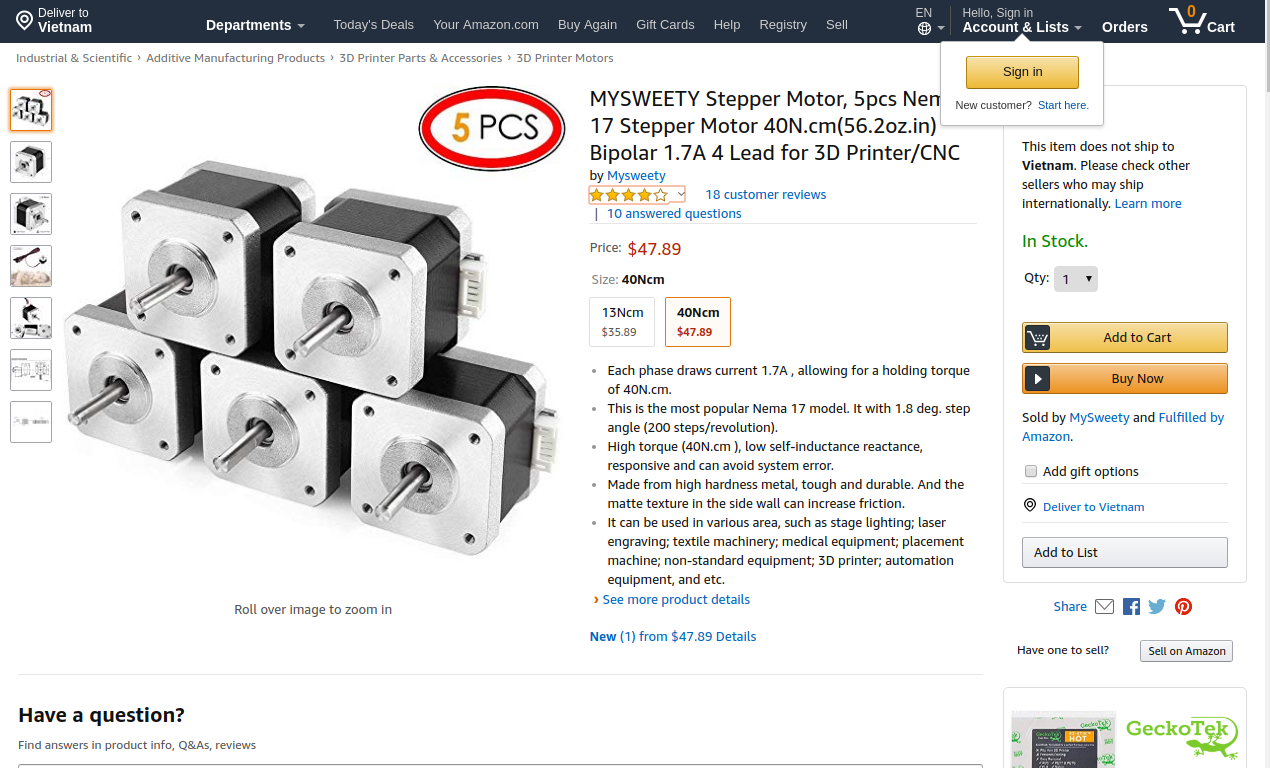 Deliver to
Vietnam
Departments
Today's Deals
Your Amazon.com
Buy Again
Gift Cards
Help
Registry
Sell
EN
Hello, Sign in
Account & Lists
Orders
0
Cart
Sign in
New customer? Start here.
Industrial & Scientific › Additive Manufacturing Products › 3D Printer Parts & Accessories › 3D Printer Motors
5 PCS
Roll over image to zoom in
MYSWEETY Stepper Motor, 5pcs Nem
17 Stepper Motor 40N.cm(56.2oz.in)
Bipolar 1.7A 4 Lead for 3D Printer/CNC
by Mysweety
18 customer reviews
| 10 answered questions
Price: $47.89
Size: 40Ncm
13Ncm
$35.89
40Ncm
$47.89
Each phase draws current 1.7A , allowing for a holding torque
of 40N.cm.
This is the most popular Nema 17 model. It with 1.8 deg. step
angle (200 steps/revolution).
High torque (40N.cm ), low self-inductance reactance,
responsive and can avoid system error.
Made from high hardness metal, tough and durable. And the
matte texture in the side wall can increase friction.
It can be used in various area, such as stage lighting; laser
engraving; textile machinery; medical equipment; placement
machine; non-standard equipment; 3D printer; automation
equipment, and etc.
› See more product details
New (1) from $47.89 Details
This item does not ship to
Vietnam. Please check other
sellers who may ship
internationally. Learn more
In Stock.
Qty: 1
Add to Cart
Buy Now
Sold by MySweety and Fulfilled by
Amazon.
Add gift options
Deliver to Vietnam
Add to List
Share
Have one to sell?
Sell on Amazon
GeckoTek
HOT
Have a question?
Find answers in product info, Q&As, reviews